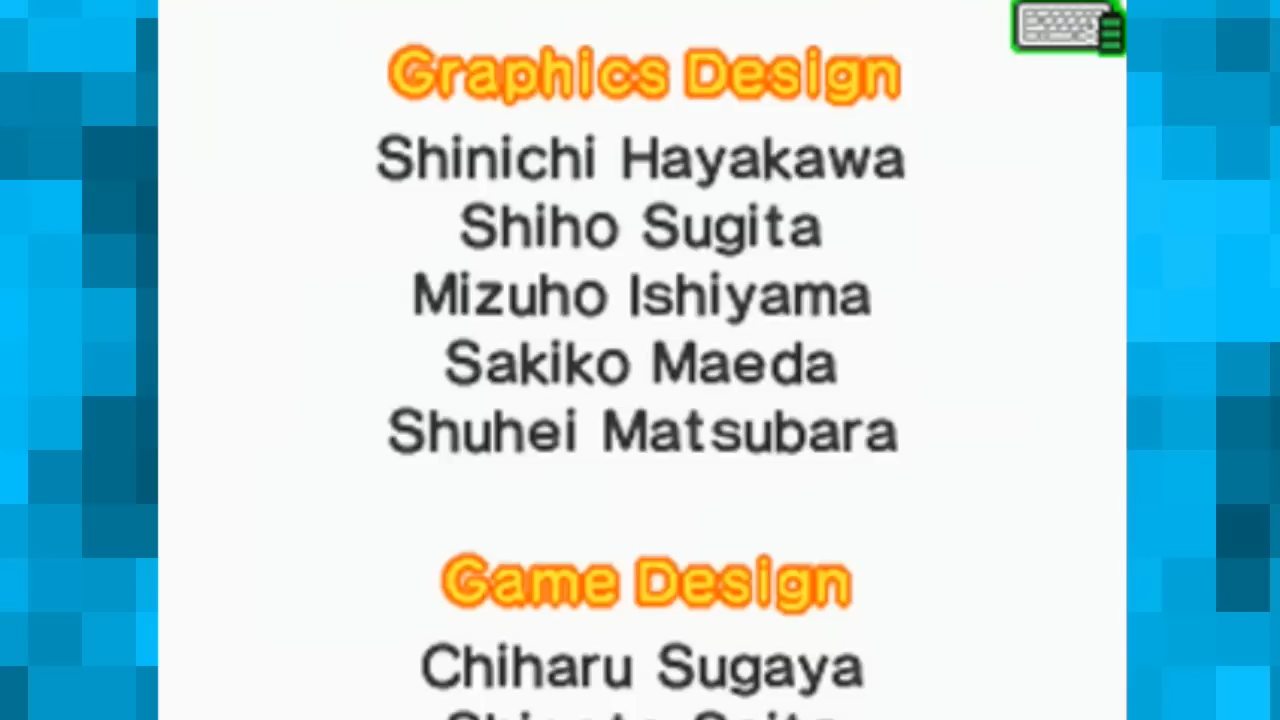 Graphics Design
Shinichi Hayakawa
Shiho Sugita
Mizuho Ishiyama
Sakiko Maeda
Shuhei Matsubara
Game Design
Chiharu Sugaya